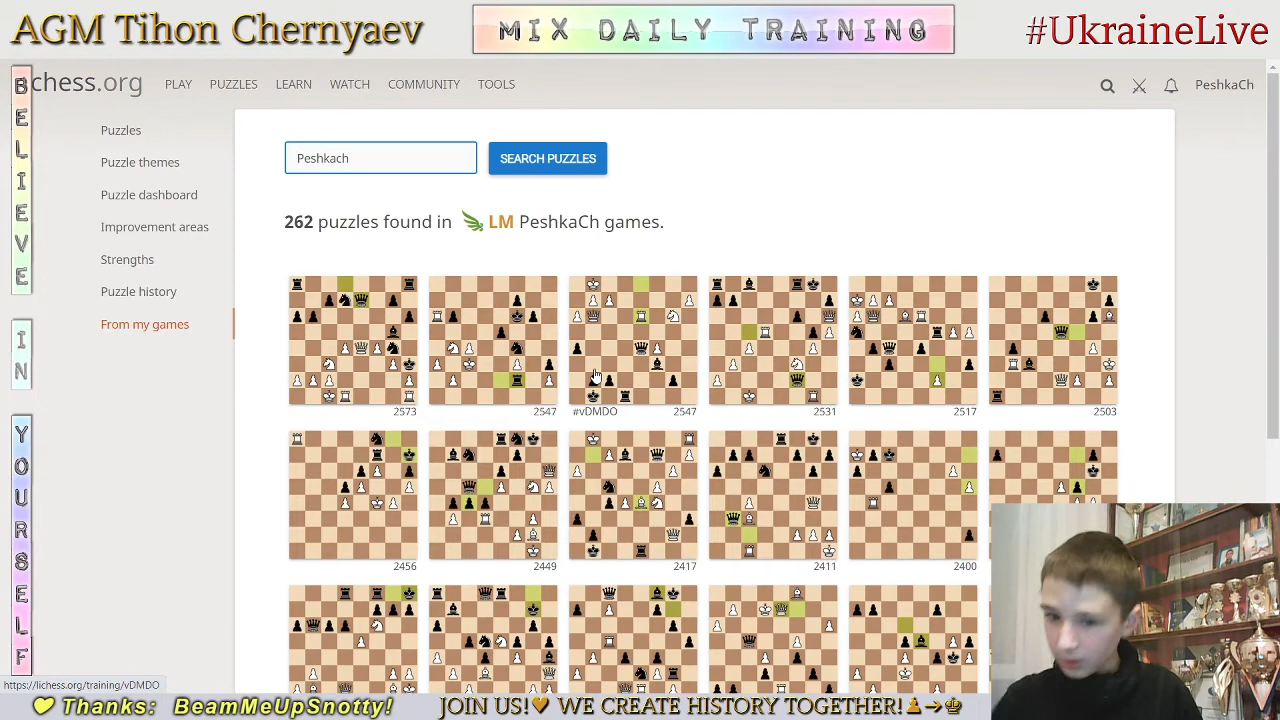 AGM Tihon Chernyaev
MIX DAILY TRAINING
#UkraineLive
chess.org
PLAY
PUZZLES
LEARN
WATCH
COMMUNITY
TOOLS
PeshkaCh
BELIEVE
IN
YOURSELF
Puzzles
Puzzle themes
Puzzle dashboard
Improvement areas
Strengths
Puzzle history
From my games
Peshkach
SEARCH PUZZLES
262 puzzles found in LM PeshkaCh games.
2573
2547
#vDMDO 2547
2531
2517
2503
2456
2449
2417
2411
2400
https://lichess.org/training/vDMDO
Thanks: BeamMeUpSnotty!
JOIN US! WE CREATE HISTORY TOGETHER!